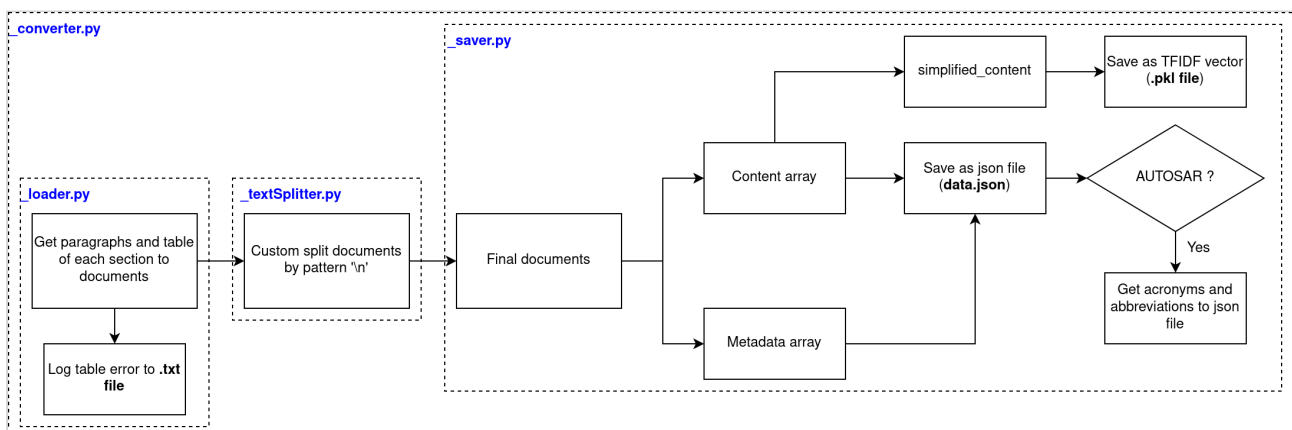 _converter.py
_saver.py
simplified_content
Save as TFIDF vector
(.pkl file)
_loader.py
_textSplitter.py
Get paragraphs and table
of each section to
documents
Custom split documents
by pattern '\n'
Final documents
Content array
Save as json file
(data.json)
AUTOSAR ?
Yes
Get acronyms and
abbreviations to json
file
Metadata array
Log table error to .txt
file